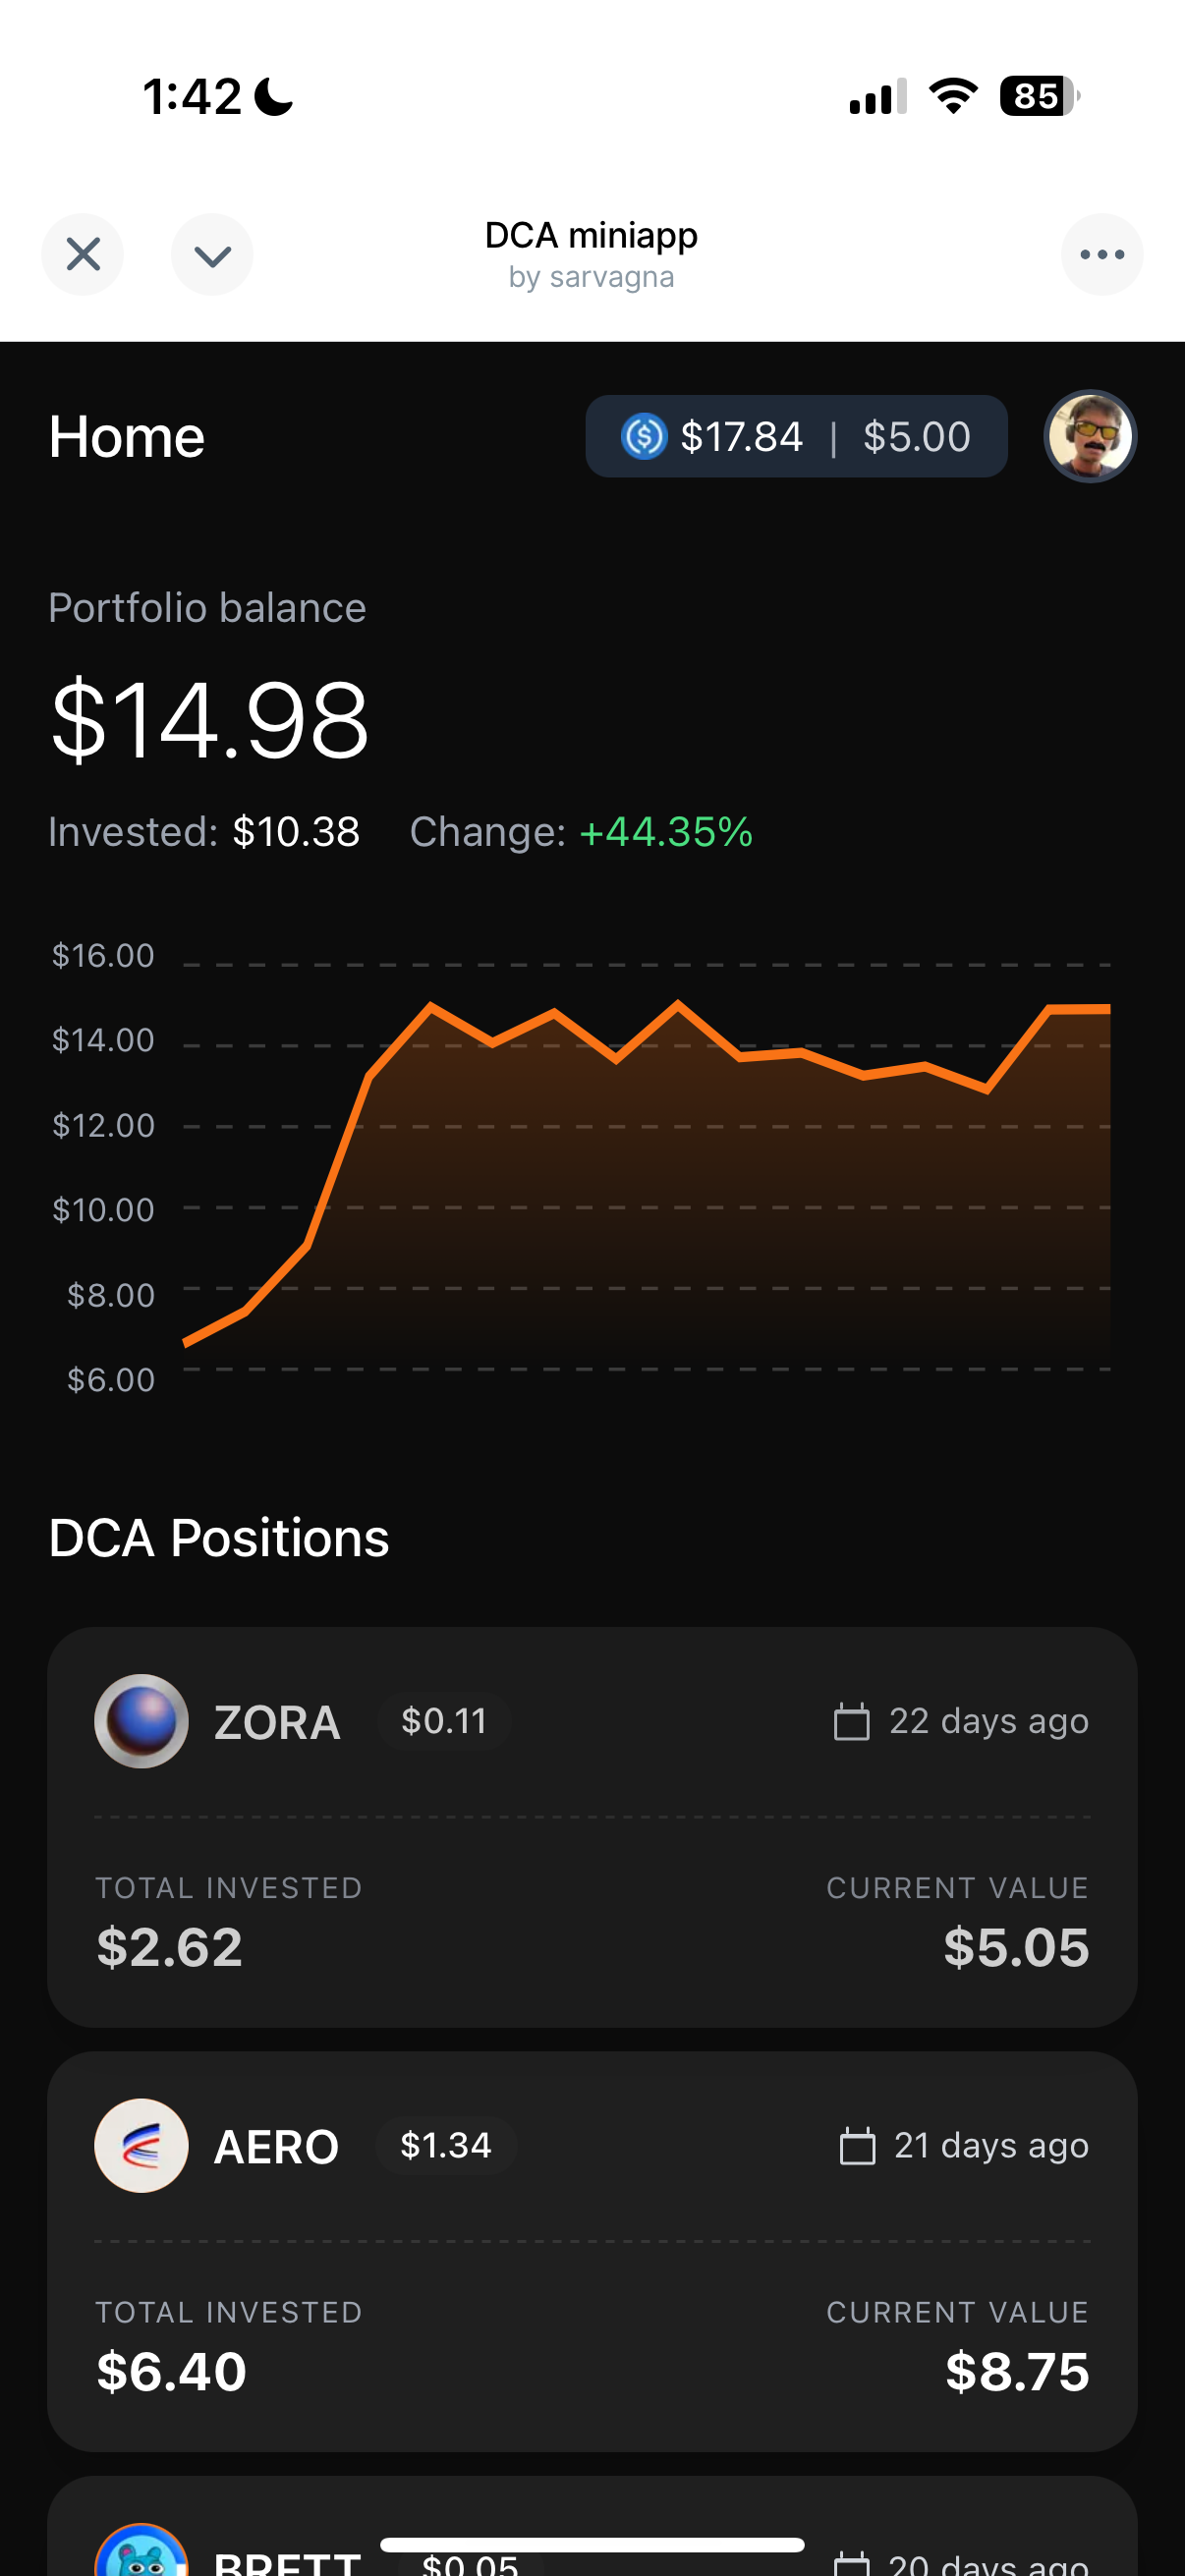 1:42
85
DCA miniapp
by sarvagna
Home
$17.84 | $5.00
Portfolio balance
$14.98
Invested: $10.38 Change: +44.35%
$16.00
$14.00
$12.00
$10.00
$8.00
$6.00
DCA Positions
ZORA $0.11 22 days ago
TOTAL INVESTED CURRENT VALUE
$2.62 $5.05
AERO $1.34 21 days ago
TOTAL INVESTED CURRENT VALUE
$6.40 $8.75
BRETT $0.05 20 days ago